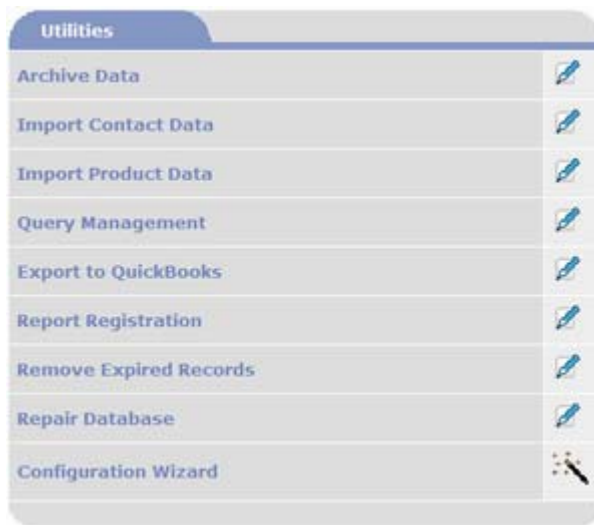 Utilities
Archive Data
Import Contact Data
Import Product Data
Query Management
Export to QuickBooks
Report Registration
Remove Expired Records
Repair Database
Configuration Wizard